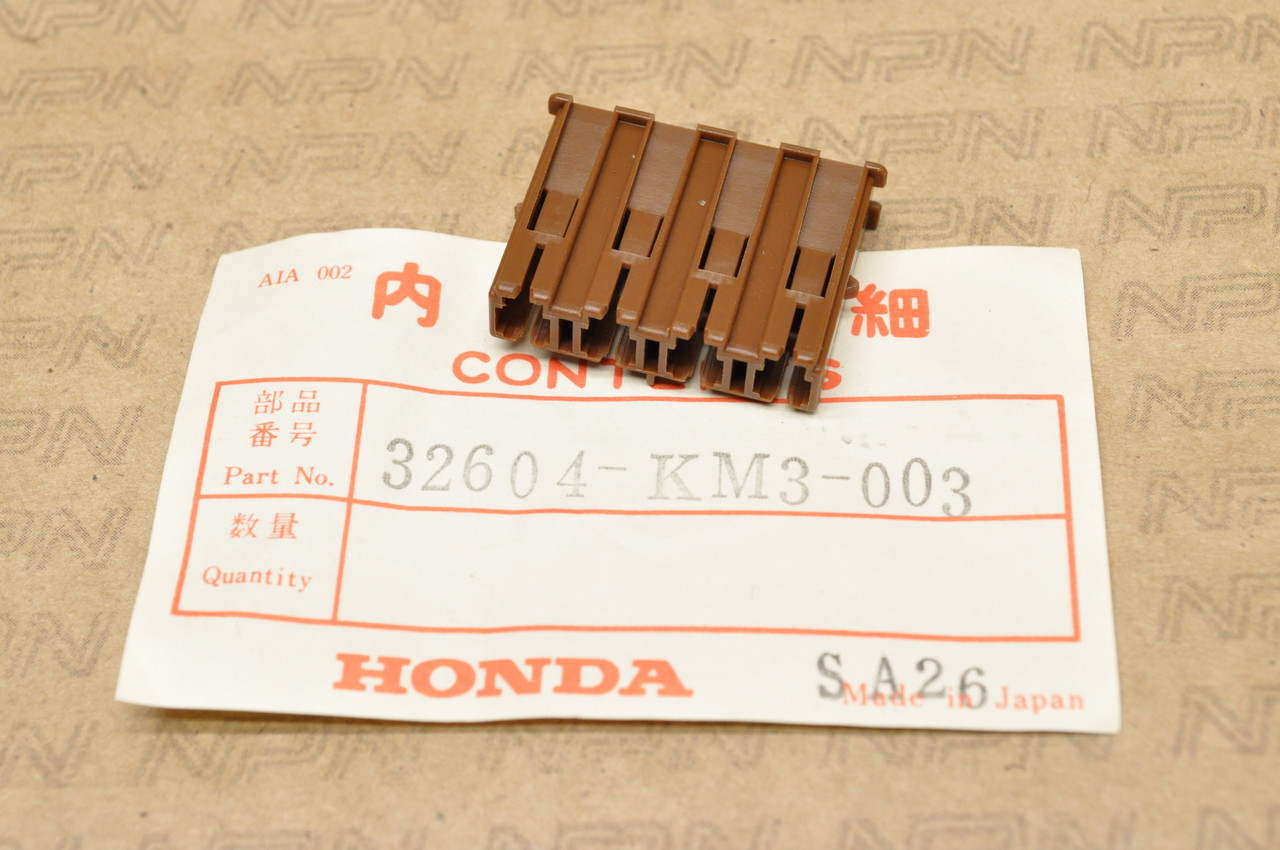 AIA 002
内 細
部品
番号
Part No.
32604-KM3-003
数量
Quantity
HONDA
SA26
Made in Japan
NPN